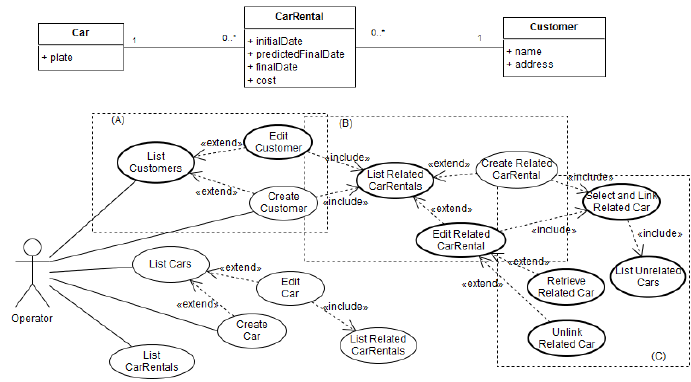 Car
+ plate
1
0..*
CarRental
+ initialDate
+ predictedFinalDate
+ finalDate
+ cost
0..*
1
Customer
+ name
+ address
(A)
(B)
List
Customers
«extend»
Edit
Customer
«extend»
Create
Customer
«include»
«include»
List Related
CarRentals
«extend»
Create Related
CarRental
«include»
«extend»
Edit Related
CarRental
«include»
Select and Link
Related Car
«include»
List Unrelated
Cars
«extend»
Retrieve
Related Car
«extend»
Unlink
Related Car
(C)
Operator
List Cars
«extend»
Edit
Car
«extend»
Create
Car
«include»
List Related
CarRentals
List
CarRentals